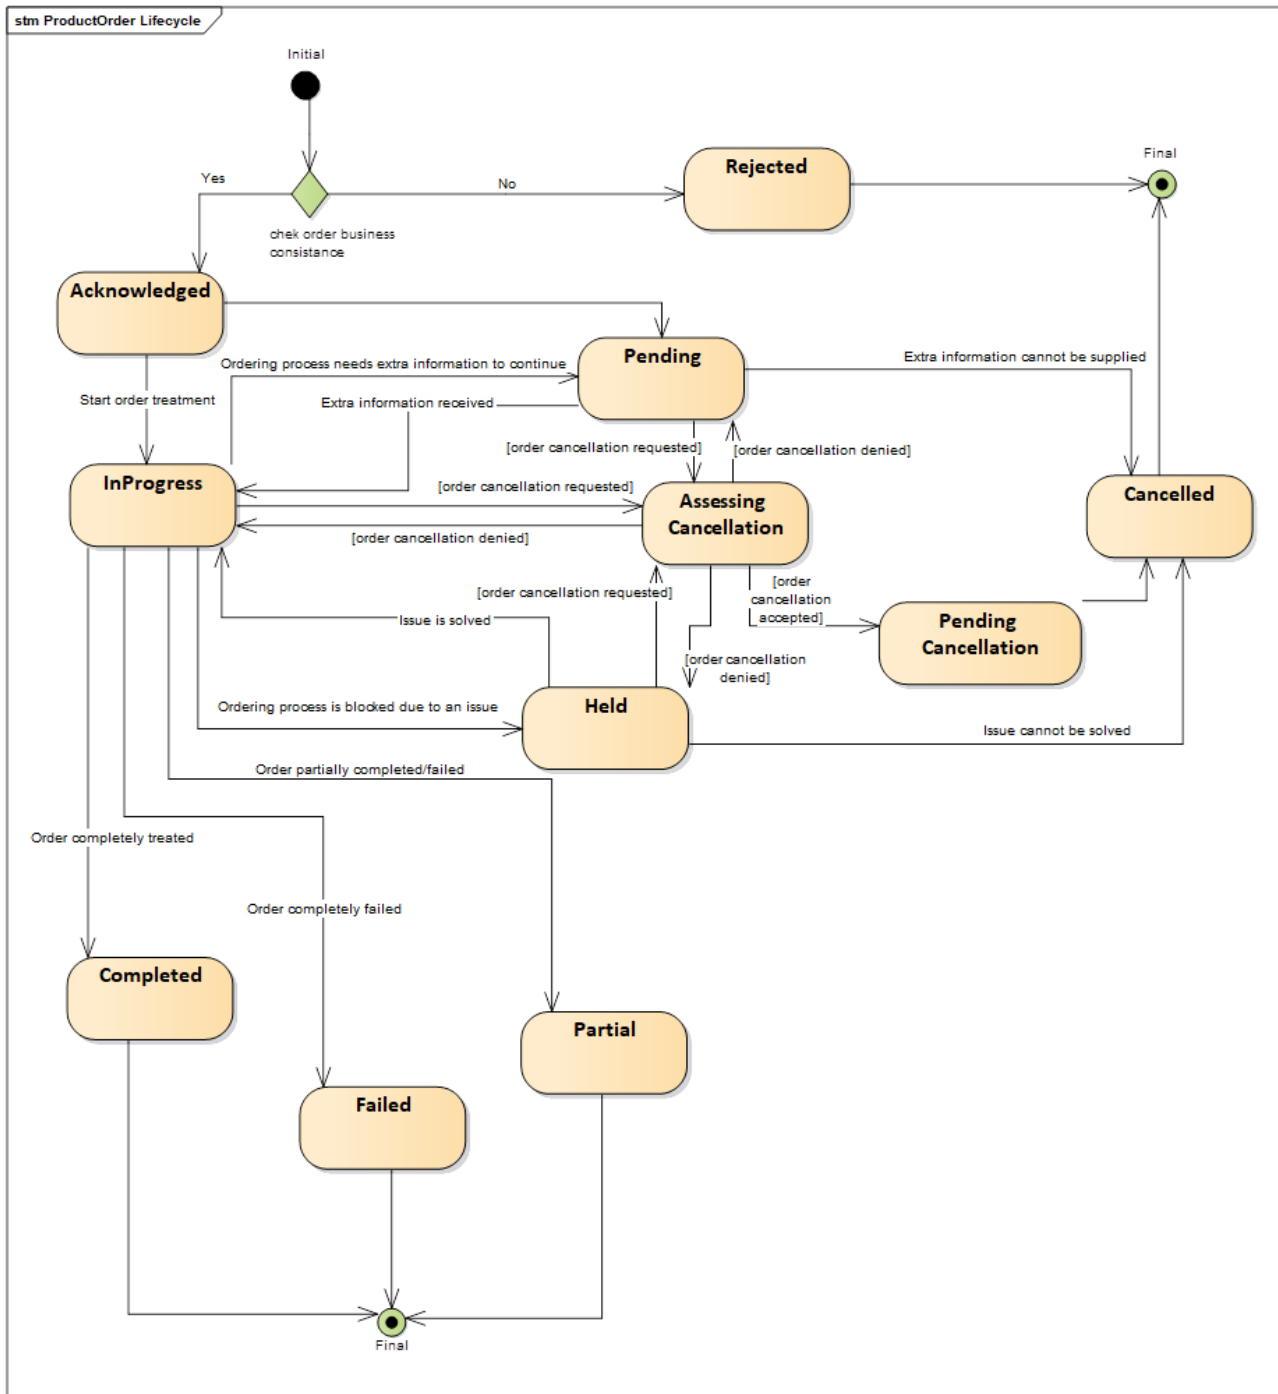 stm ProductOrder Lifecycle
Initial
Final
Yes
No
Rejected
chek order business
consistance
Acknowledged
Pending
Ordering process needs extra information to continue
Extra information cannot be supplied
Start order treatment
Extra information received
[order cancellation requested]
[order cancellation denied]
InProgress
[order cancellation requested]
Assessing
Cancellation
Cancelled
[order cancellation denied]
[order cancellation requested]
[order
cancellation
accepted]
Issue is solved
Pending
Cancellation
[order cancellation
denied]
Held
Ordering process is blocked due to an issue
Issue cannot be solved
Order partially completed/failed
Order completely treated
Order completely failed
Completed
Partial
Failed
Final